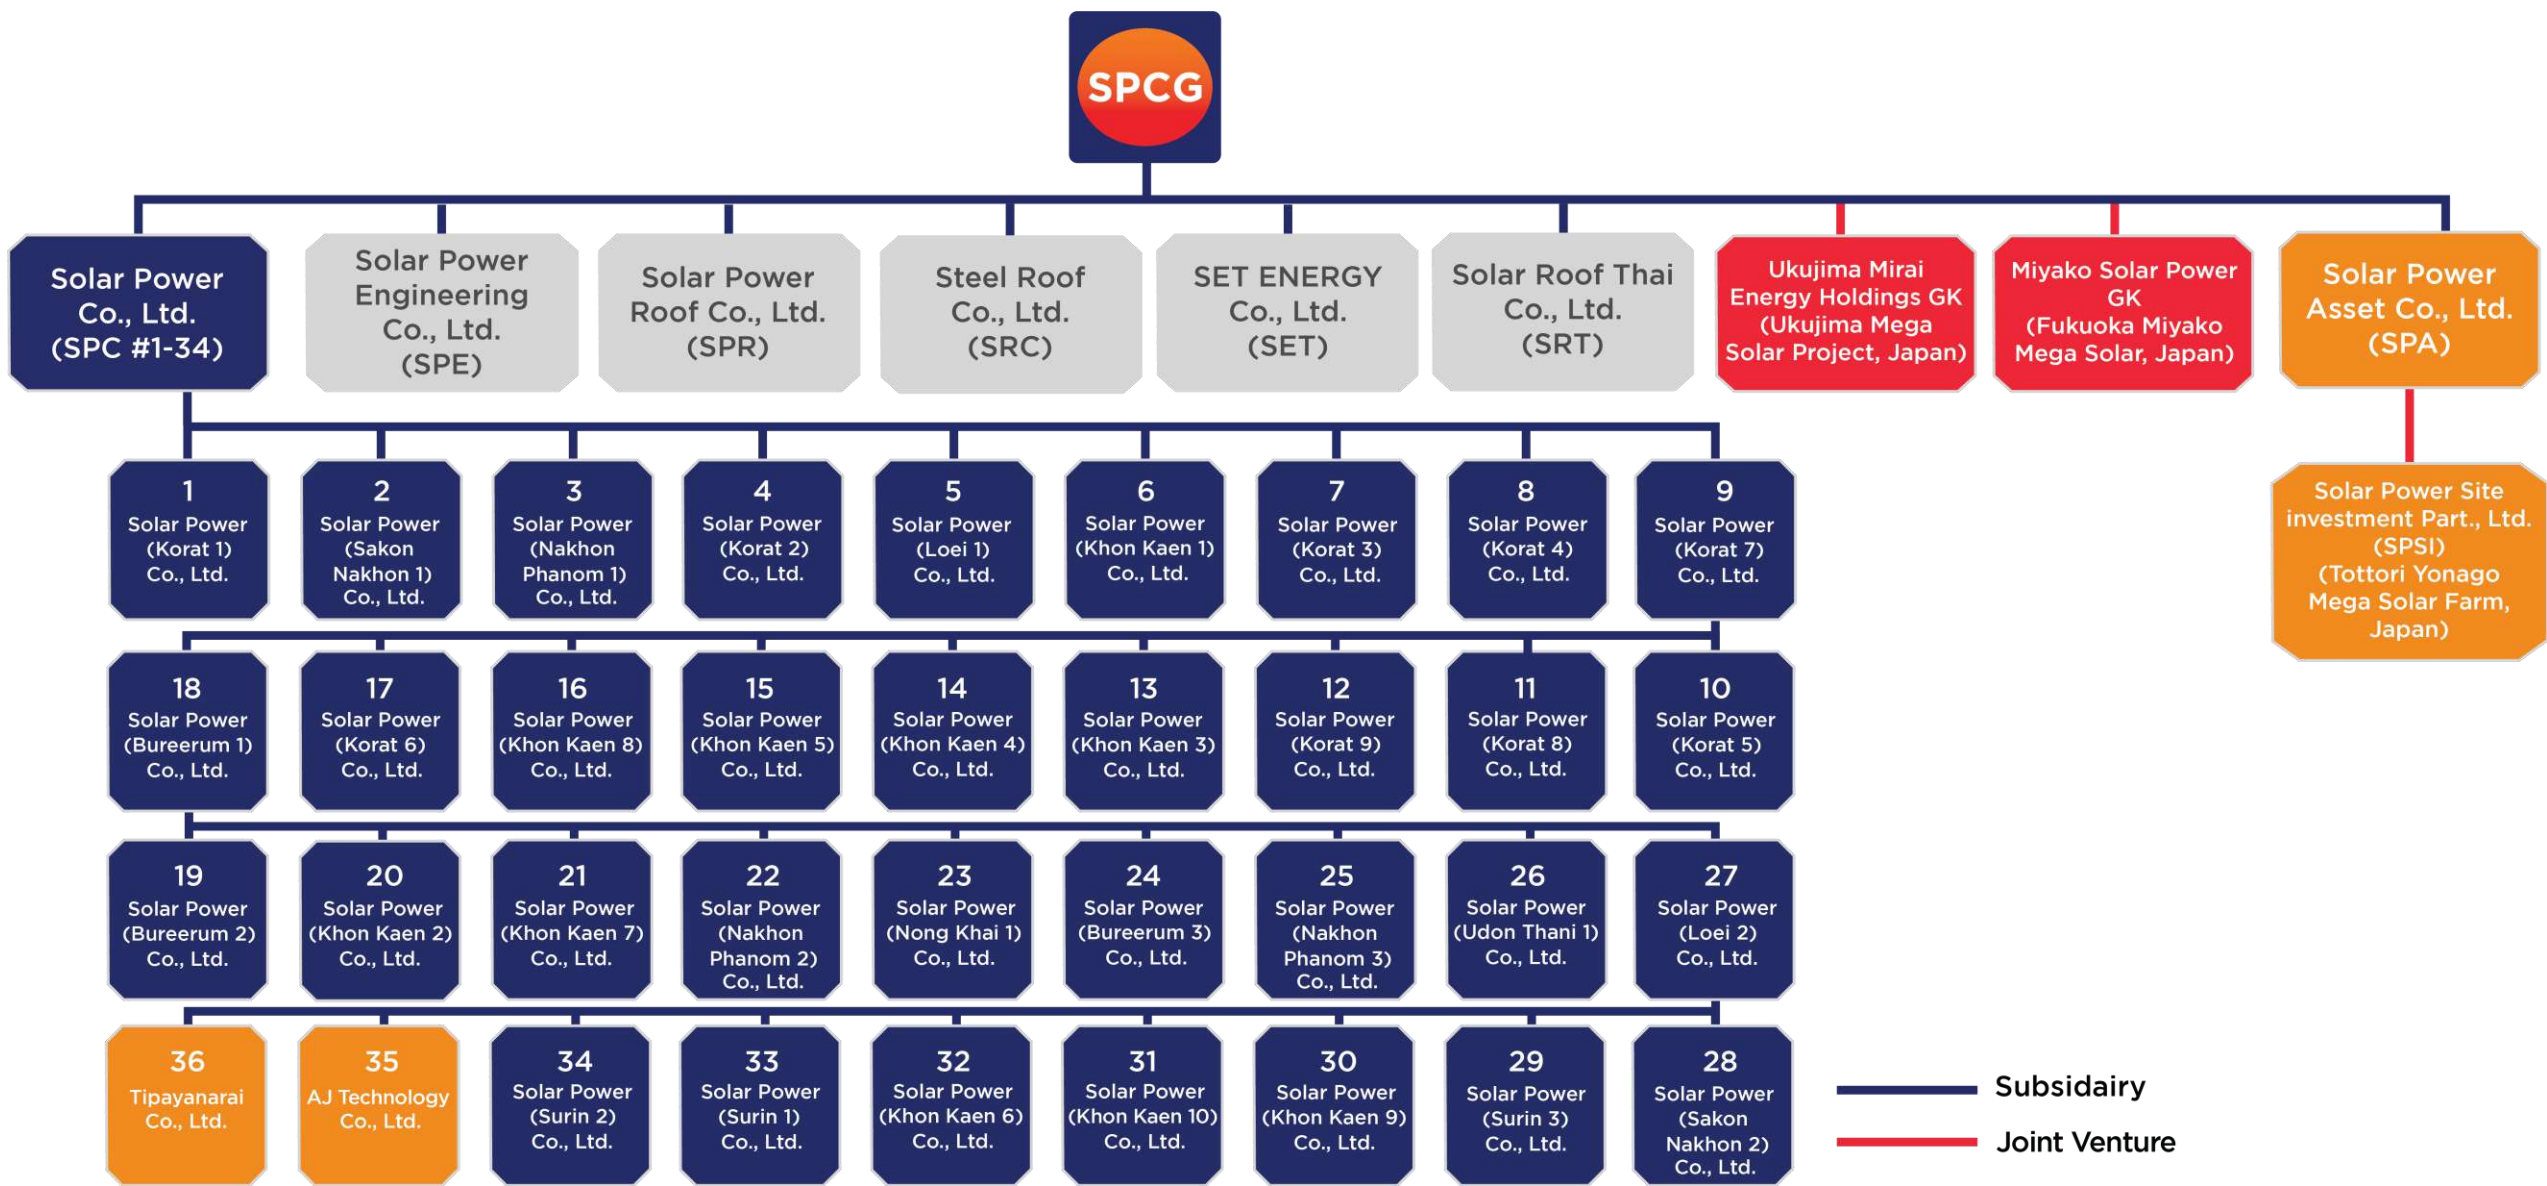 SPCG
Solar Power
Co., Ltd.
(SPC #1-34)
Solar Power
Engineering
Co., Ltd.
(SPE)
Solar Power
Roof Co., Ltd.
(SPR)
Steel Roof
Co., Ltd.
(SRC)
SET ENERGY
Co., Ltd.
(SET)
Solar Roof Thai
Co., Ltd.
(SRT)
Ukujima Mirai
Energy Holdings GK
(Ukujima Mega
Solar Project, Japan)
Miyako Solar Power
GK
(Fukuoka Miyako
Mega Solar, Japan)
Solar Power
Asset Co., Ltd.
(SPA)
Solar Power Site
investment Part., Ltd.
(SPSI)
(Tottori Yonago
Mega Solar Farm,
Japan)
1
Solar Power
(Korat 1)
Co., Ltd.
2
Solar Power
(Sakon
Nakhon 1)
Co., Ltd.
3
Solar Power
(Nakhon
Phanom 1)
Co., Ltd.
4
Solar Power
(Korat 2)
Co., Ltd.
5
Solar Power
(Loei 1)
Co., Ltd.
6
Solar Power
(Khon Kaen 1)
Co., Ltd.
7
Solar Power
(Korat 3)
Co., Ltd.
8
Solar Power
(Korat 4)
Co., Ltd.
9
Solar Power
(Korat 7)
Co., Ltd.
18
Solar Power
(Bureerum 1)
Co., Ltd.
17
Solar Power
(Korat 6)
Co., Ltd.
16
Solar Power
(Khon Kaen 8)
Co., Ltd.
15
Solar Power
(Khon Kaen 5)
Co., Ltd.
14
Solar Power
(Khon Kaen 4)
Co., Ltd.
13
Solar Power
(Khon Kaen 3)
Co., Ltd.
12
Solar Power
(Korat 9)
Co., Ltd.
11
Solar Power
(Korat 8)
Co., Ltd.
10
Solar Power
(Korat 5)
Co., Ltd.
19
Solar Power
(Bureerum 2)
Co., Ltd.
20
Solar Power
(Khon Kaen 2)
Co., Ltd.
21
Solar Power
(Khon Kaen 7)
Co., Ltd.
22
Solar Power
(Nakhon
Phanom 2)
Co., Ltd.
23
Solar Power
(Nong Khai 1)
Co., Ltd.
24
Solar Power
(Bureerum 3)
Co., Ltd.
25
Solar Power
(Nakhon
Phanom 3)
Co., Ltd.
26
Solar Power
(Udon Thani 1)
Co., Ltd.
27
Solar Power
(Loei 2)
Co., Ltd.
36
Tipayanarai
Co., Ltd.
35
AJ Technology
Co., Ltd.
34
Solar Power
(Surin 2)
Co., Ltd.
33
Solar Power
(Surin 1)
Co., Ltd.
32
Solar Power
(Khon Kaen 6)
Co., Ltd.
31
Solar Power
(Khon Kaen 10)
Co., Ltd.
30
Solar Power
(Khon Kaen 9)
Co., Ltd.
29
Solar Power
(Surin 3)
Co., Ltd.
28
Solar Power
(Sakon
Nakhon 2)
Co., Ltd.
Subsidairy
Joint Venture